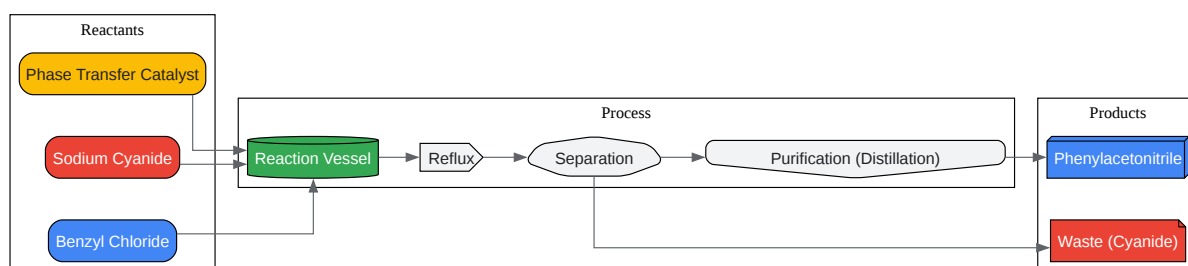 Reactants
Phase Transfer Catalyst
Sodium Cyanide
Benzyl Chloride
Process
Reaction Vessel
Reflux
Separation
Purification (Distillation)
Products
Phenylacetonitrile
Waste (Cyanide)